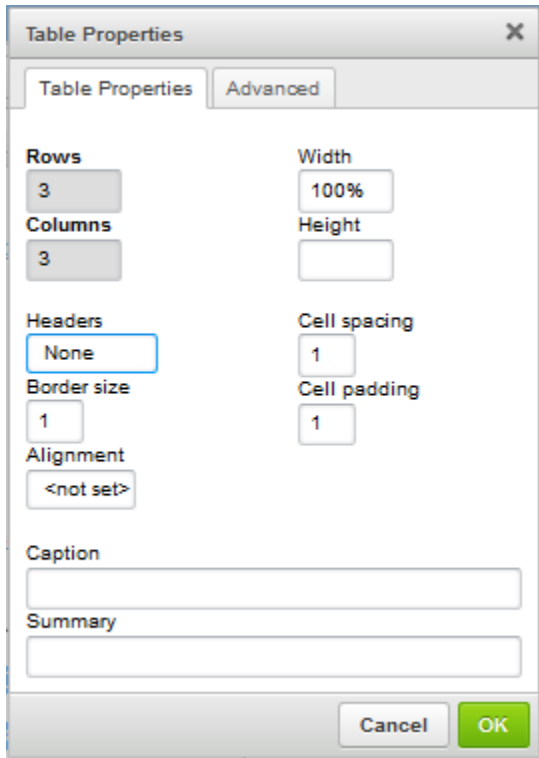 Table Properties
Table Properties Advanced
Rows Width
3 100%
Columns Height
3
Headers Cell spacing
None 1
Border size Cell padding
1 1
Alignment
<not set>
Caption
Summary
Cancel OK